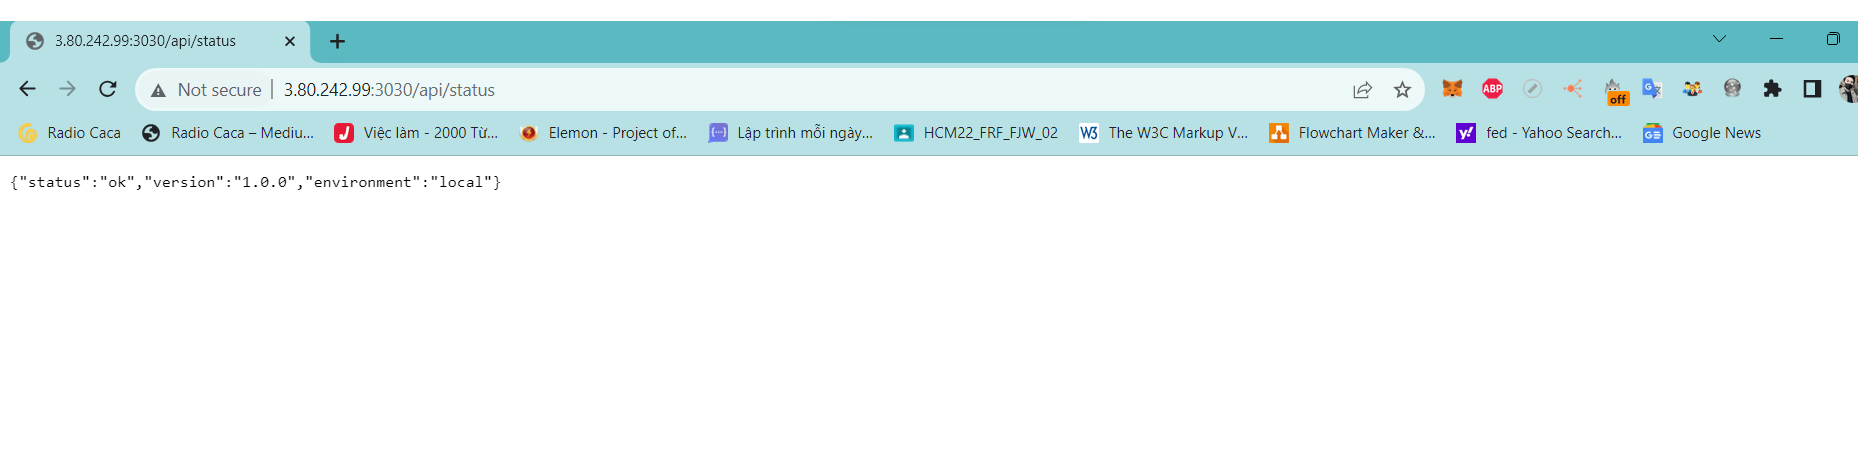 3.80.242.99:3030/api/status
Not secure | 3.80.242.99:3030/api/status
ABP
off
Radio Caca
Radio Caca – Mediu...
Việc làm - 2000 Từ...
Elemon - Project of...
Lập trình mỗi ngày...
HCM22_FRF_FJW_02
W3 The W3C Markup V...
Flowchart Maker &...
y! fed - Yahoo Search...
GE Google News
{"status":"ok","version":"1.0.0","environment":"local"}